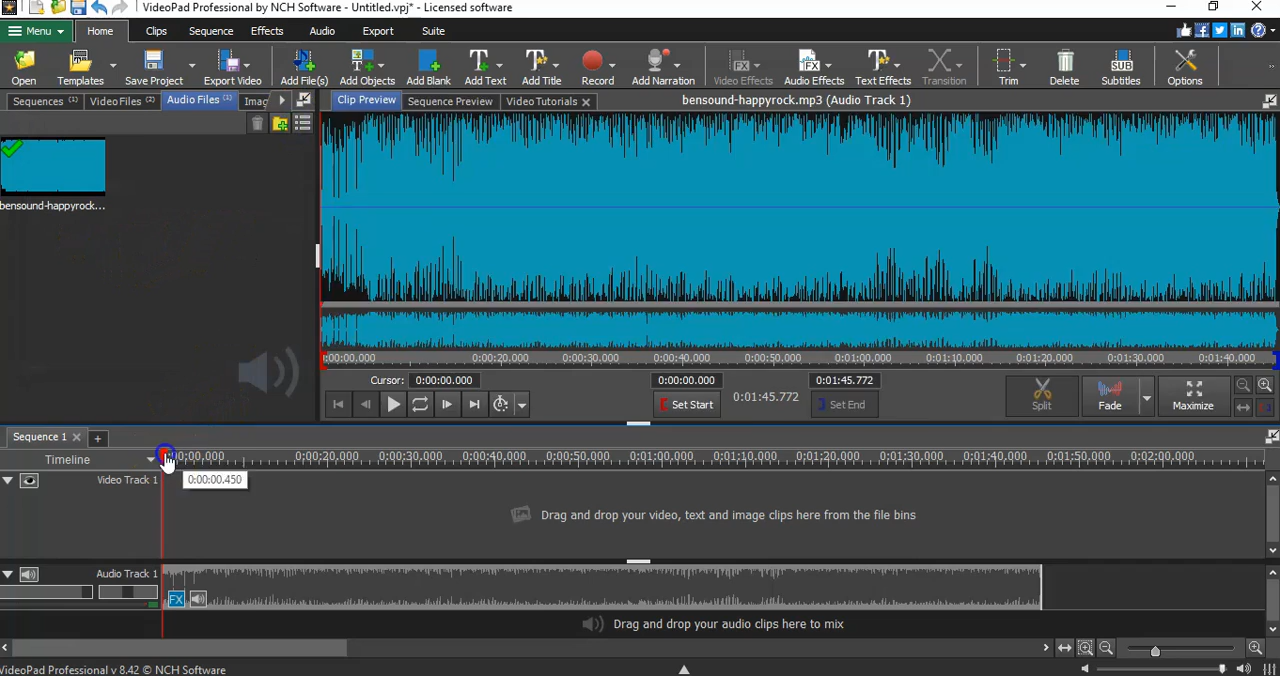 VideoPad Professional by NCH Software - Untitled.vpj* - Licensed software
Menu Home Clips Sequence Effects Audio Export Suite
Open Templates Save Project Export Video Add File(s) Add Objects Add Blank Add Text Add Title Record Add Narration Video Effects Audio Effects Text Effects Transition Trim Delete Subtitles Options
Sequences (1) Video Files (2) Audio Files (1) Imag Clip Preview Sequence Preview Video Tutorials bensound-happyrock.mp3 (Audio Track 1)
bensound-happyrock...
0:00:20.000 0:00:30.000 0:00:40.000 0:00:50.000 0:01:00.000 0:01:10.000 0:01:20.000 0:01:30.000 0:01:40.000
Cursor: 0:00:00.000 0:00:00.000 0:01:45.772
Set Start 0:01:45.772 Set End Split Fade Maximize
Sequence 1
Timeline 0:00:20,000 0:00:30.000 0:00:40.000 0:00:50.000 0:01:00.000 0:01:10.000 0:01:20.000 0:01:30.000 0:01:40.000 0:01:50.000 0:02:00.000
Video Track 1 0:00:00.450
Drag and drop your video, text and image clips here from the file bins
Audio Track 1
FX
Drag and drop your audio clips here to mix
VideoPad Professional v 8.42 © NCH Software